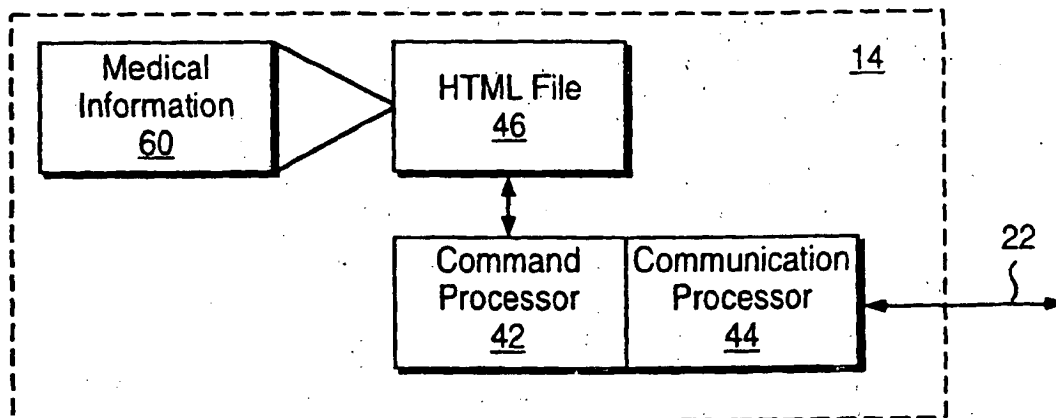 Medical
Information
60
HTML File
46
14
Command
Processor
42
Communication
Processor
44
22